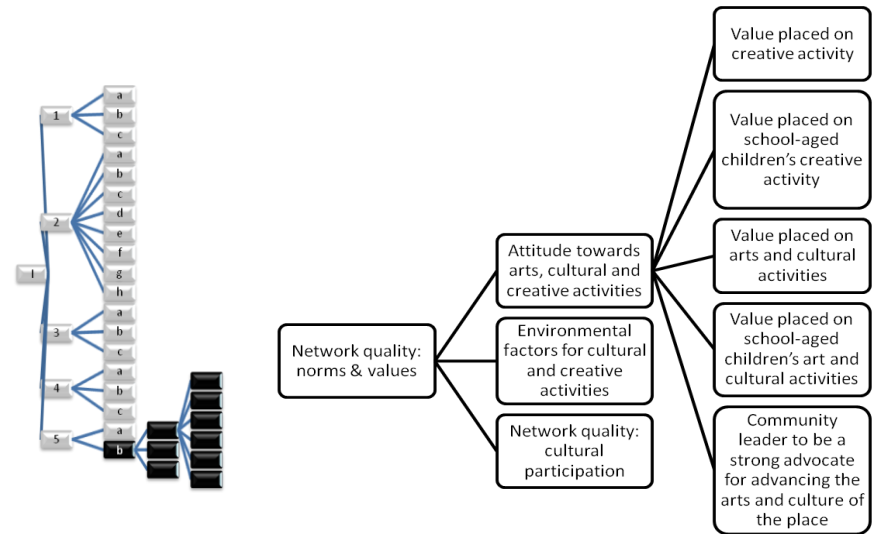 I
1
a
b
c
2
a
b
c
d
e
f
g
h
3
a
b
c
4
a
b
c
5
a
b
Network quality:
norms & values
Attitude towards
arts, cultural and
creative activities
Environmental
factors for cultural
and creative
activities
Network quality:
cultural
participation
Value placed on
creative activity
Value placed on
school-aged
children’s creative
activity
Value placed on
arts and cultural
activities
Value placed on
school-aged
children’s art and
cultural activities
Community
leader to be a
strong advocate
for advancing the
arts and culture of
the place